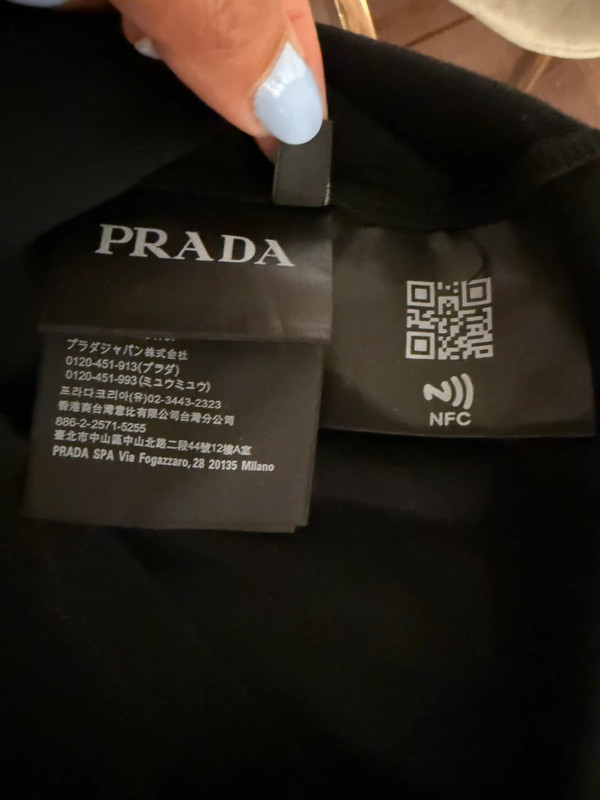 PRADA
プラダジャパン株式会社
0120-451-913(プラダ)
0120-451-993(ミュウミュウ)
프라다코리아(유)02-3443-2323
香港商台灣意比有限公司台灣分公司
886-2-2571-5255
臺北市中山區中山北路二段44號12樓A室
PRADA SPA Via Fogazzaro,28 20135 Milano
NFC